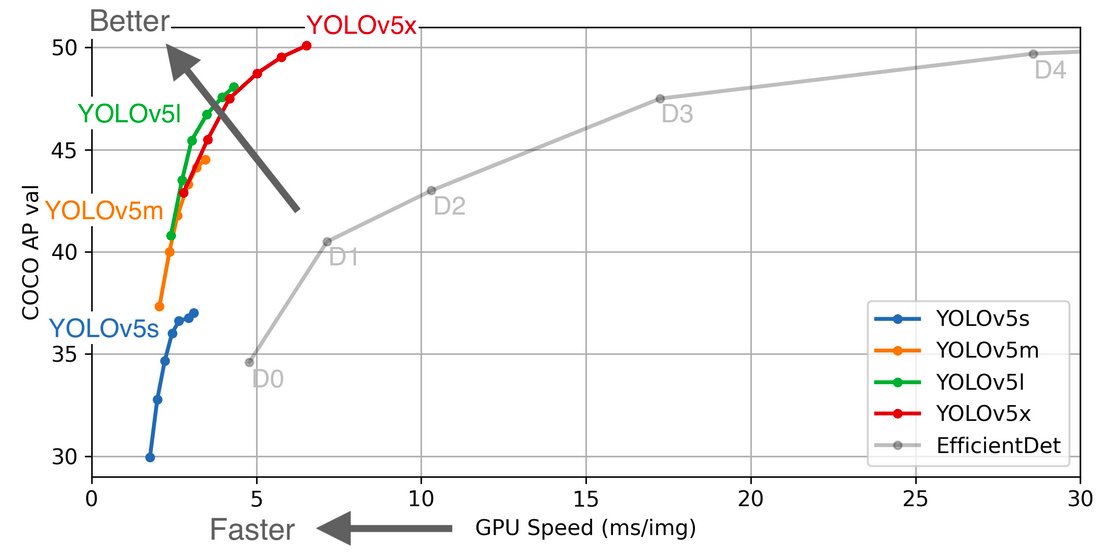 Better
YOLOv5x
50
D4
YOLOv5l
D3
45
YOLOv5m
D2
40
D1
COCO AP val
YOLOv5s
35
D0
30
YOLOv5s
YOLOv5m
YOLOv5l
YOLOv5x
EfficientDet
0 5 10 15 20 25 30
Faster
GPU Speed (ms/img)